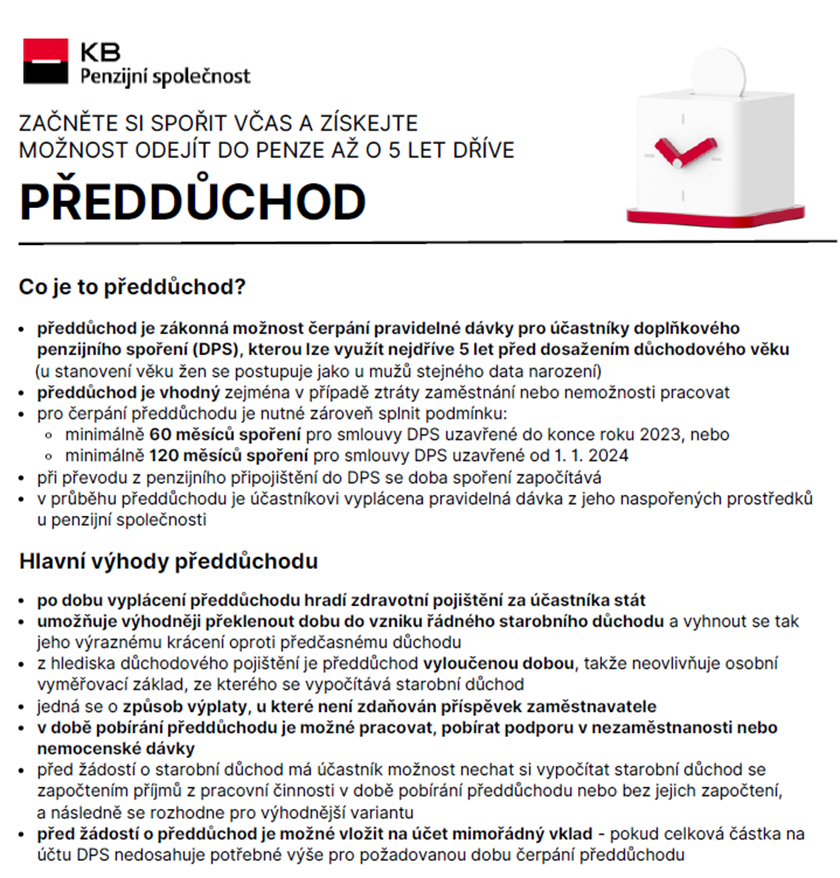 KB
Penzijní společnost
ZAČNĚTE SI SPOŘIT VČAS A ZÍSKEJTE
MOŽNOST ODEJÍT DO PENZE AŽ O 5 LET DŘÍVE
PŘEDDŮCHOD
Co je to předdůchod?
• předdůchod je zákonná možnost čerpání pravidelné dávky pro účastníky doplňkového
penzijního spoření (DPS), kterou lze využít nejdříve 5 let před dosažením důchodového věku
(u stanovení věku žen se postupuje jako u mužů stejného data narození)
• předdůchod je vhodný zejména v případě ztráty zaměstnání nebo nemožnosti pracovat
• pro čerpání předdůchodu je nutné zároveň splnit podmínku:
◦ minimálně 60 měsíců spoření pro smlouvy DPS uzavřené do konce roku 2023, nebo
◦ minimálně 120 měsíců spoření pro smlouvy DPS uzavřené od 1. 1. 2024
• při převodu z penzijního připojištění do DPS se doba spoření započítává
• v průběhu předdůchodu je účastníkovi vyplácena pravidelná dávka z jeho naspořených prostředků
u penzijní společnosti
Hlavní výhody předdůchodu
• po dobu vyplácení předdůchodu hradí zdravotní pojištění za účastníka stát
• umožňuje výhodněji překlenout dobu do vzniku řádného starobního důchodu a vyhnout se tak
jeho výraznému krácení oproti předčasnému důchodu
• z hlediska důchodového pojištění je předdůchod vyloučenou dobou, takže neovlivňuje osobní
vyměřovací základ, ze kterého se vypočítává starobní důchod
• jedná se o způsob výplaty, u které není zdaňován příspěvek zaměstnavatele
• v době pobírání předdůchodu je možné pracovat, pobírat podporu v nezaměstnanosti nebo
nemocenské dávky
• před žádostí o starobní důchod má účastník možnost nechat si vypočítat starobní důchod se
započtením příjmů z pracovní činnosti v době pobírání předdůchodu nebo bez jejich započtení,
a následně se rozhodne pro výhodnější variantu
• před žádostí o předdůchod je možné vložit na účet mimořádný vklad - pokud celková částka na
účtu DPS nedosahuje potřebné výše pro požadovanou dobu čerpání předdůchodu